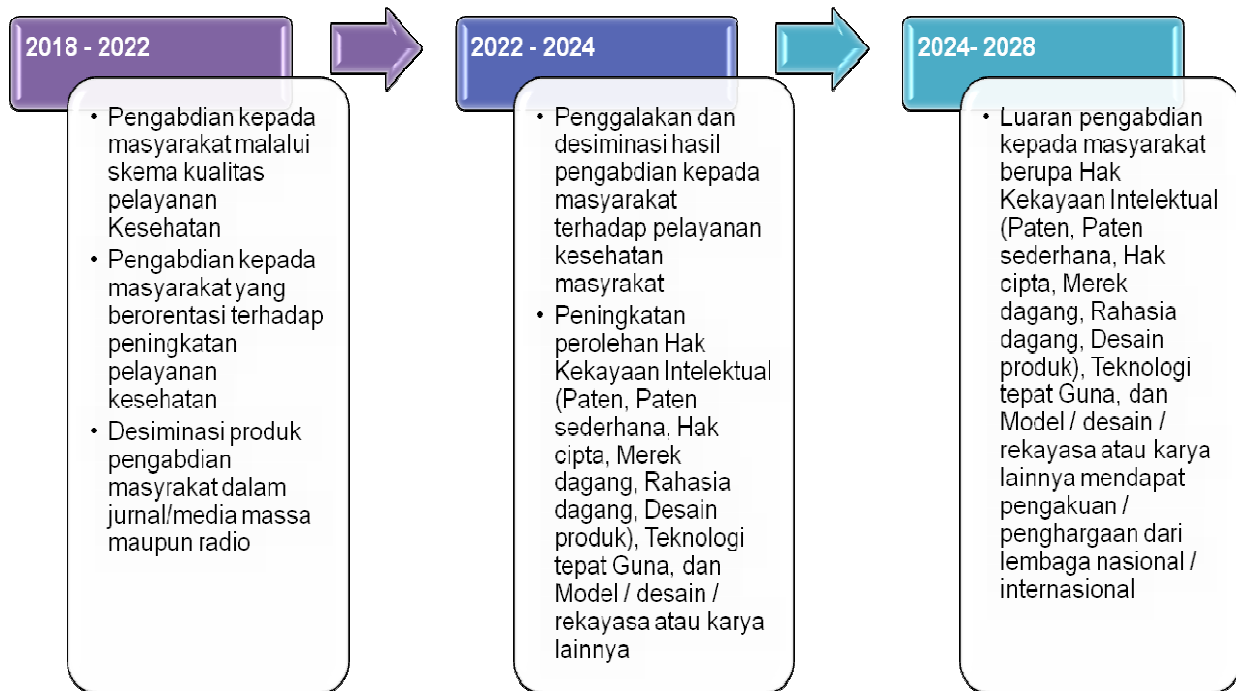 2018 - 2022
• Pengabdian kepada
masyarakat malalui
skema kualitas
pelayanan
Kesehatan
• Pengabdian kepada
masyarakat yang
berorentasi terhadap
peningkatan
pelayanan
kesehatan
• Desiminasi produk
pengabdian
masyrakat dalam
jurnal/media massa
maupun radio
2022 - 2024
• Penggalakan dan
desiminasi hasil
pengabdian kepada
masyarakat
terhadap pelayanan
kesehatan
masyrakat
• Peningkatan
perolehan Hak
Kekayaan Intelektual
(Paten, Paten
sederhana, Hak
cipta, Merek
dagang, Rahasia
dagang, Desain
produk), Teknologi
tepat Guna, dan
Model / desain /
rekayasa atau karya
lainnya
2024- 2028
• Luaran pengabdian
kepada masyarakat
berupa Hak
Kekayaan Intelektual
(Paten, Paten
sederhana, Hak
cipta, Merek
dagang, Rahasia
dagang, Desain
produk), Teknologi
tepat Guna, dan
Model / desain /
rekayasa atau karya
lainnya mendapat
pengakuan /
penghargaan dari
lembaga nasional /
internasional